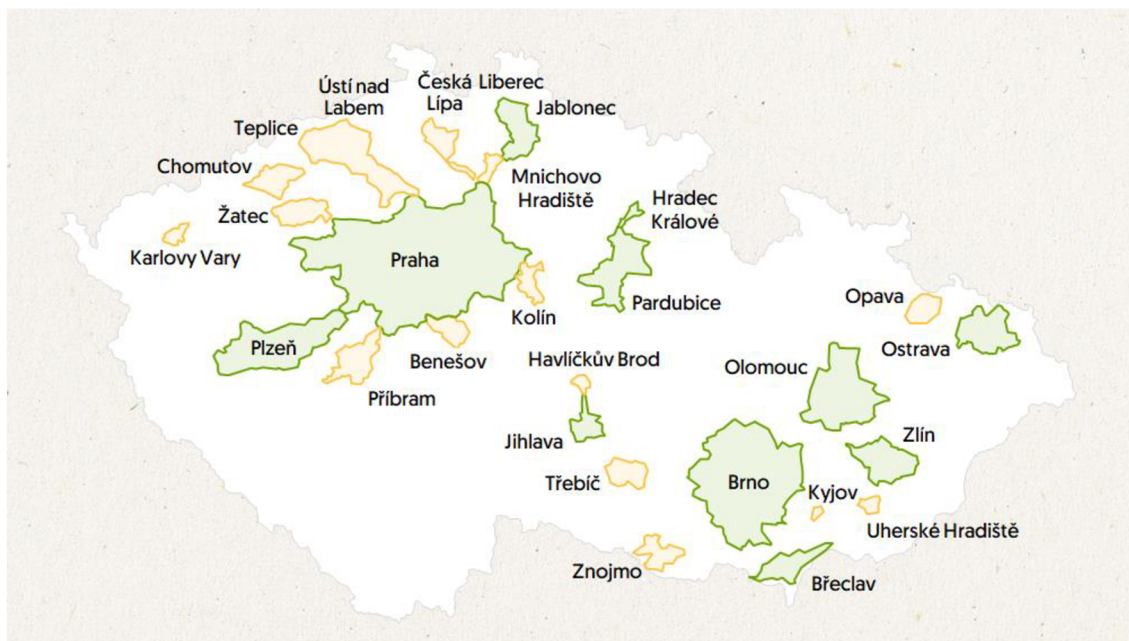 Ústí nad
Labem
Česká
Lípa
Liberec
Jablonec
Teplice
Chomutov
Mnichovo
Hradiště
Hradec
Králové
Žatec
Karlovy Vary
Praha
Pardubice
Opava
Kolín
Plzeň
Benešov
Havlíčkův Brod
Ostrava
Olomouc
Příbram
Jihlava
Zlín
Třebíč
Brno
Kyjov
Uherské Hradiště
Znojmo
Břeclav